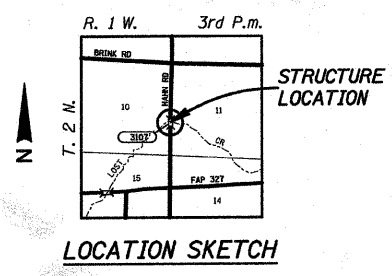 R. 1 W. 3rd P.m.
BRINK RD
HAHN RD
STRUCTURE
LOCATION
10 11
3107'
T. 2 N.
N
LOST CR
15 FAP 327
14
LOCATION SKETCH